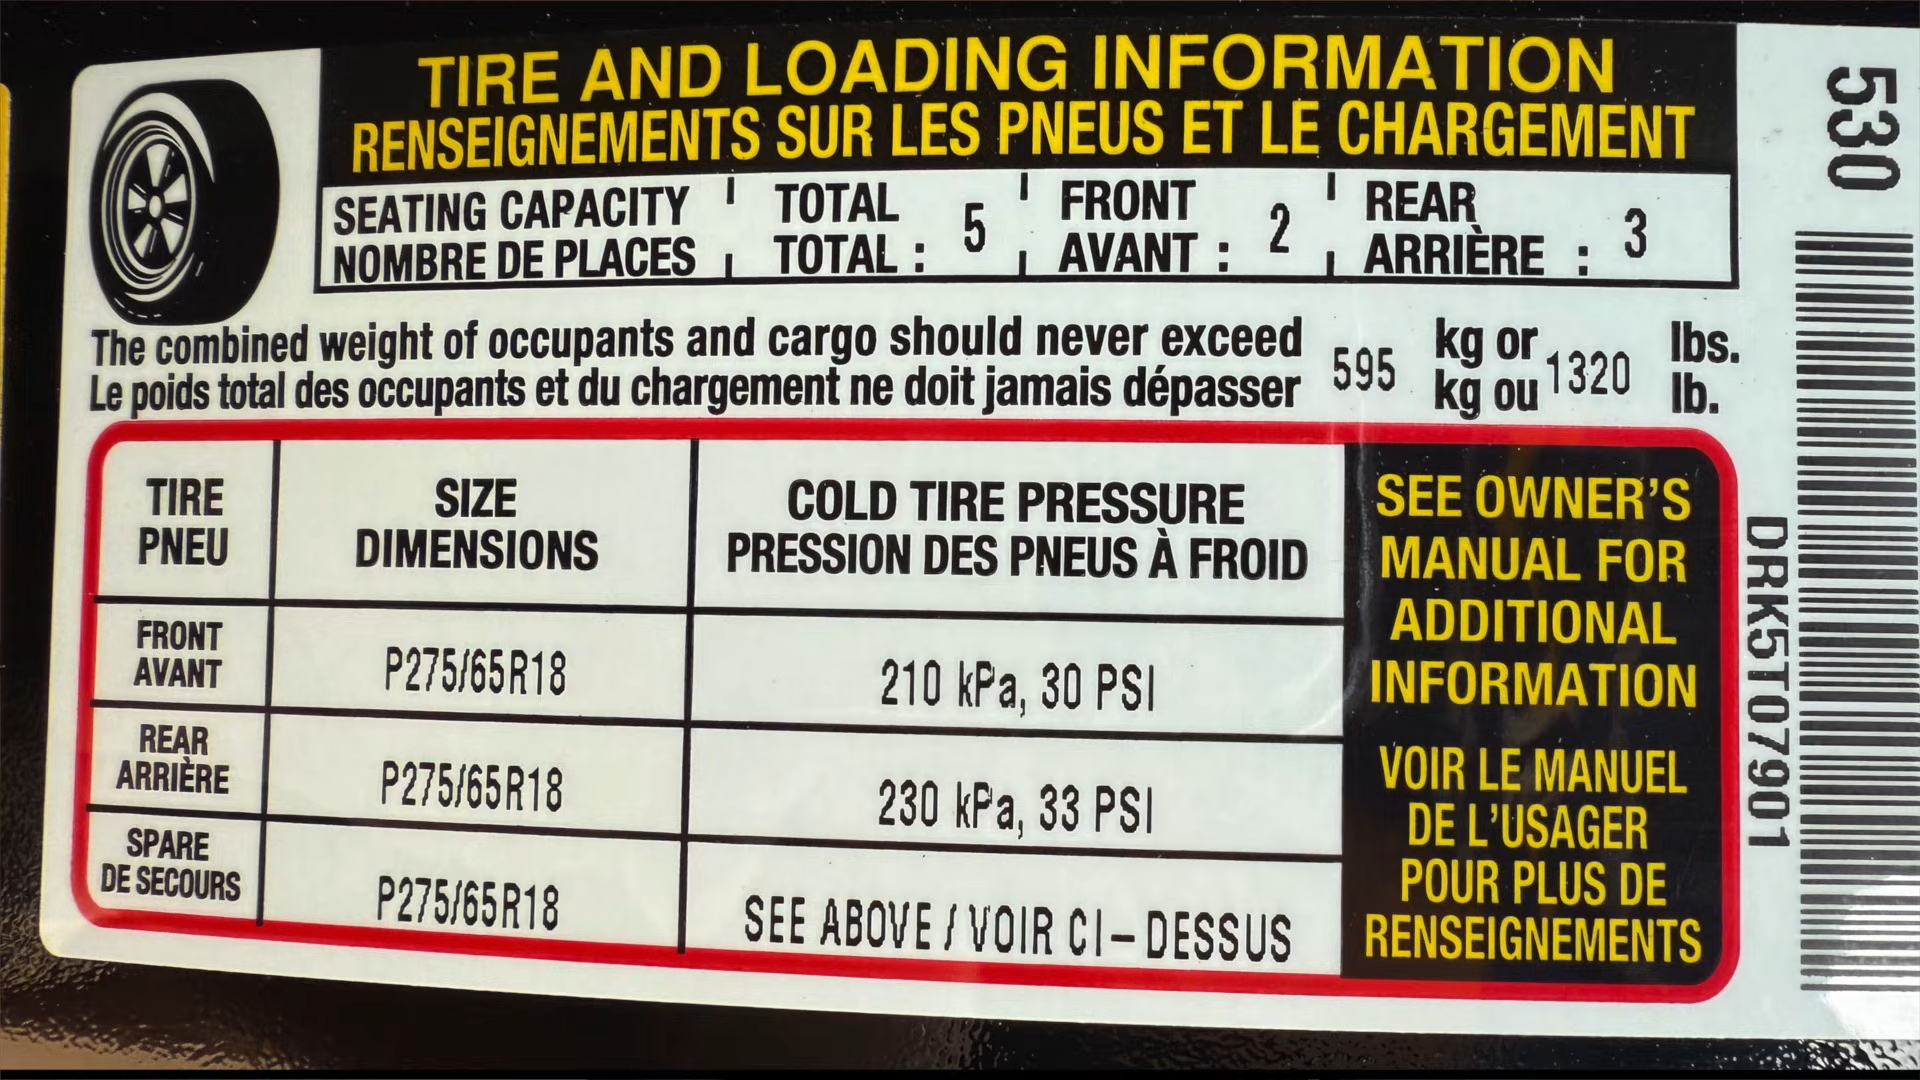 TIRE AND LOADING INFORMATION
RENSEIGNEMENTS SUR LES PNEUS ET LE CHARGEMENT
SEATING CAPACITY TOTAL FRONT REAR
NOMBRE DE PLACES TOTAL : 5 AVANT : 2 ARRIÈRE : 3
The combined weight of occupants and cargo should never exceed 595 kg or 1320 lbs.
Le poids total des occupants et du chargement ne doit jamais dépasser kg ou lb.
TIRE SIZE COLD TIRE PRESSURE
PNEU DIMENSIONS PRESSION DES PNEUS À FROID
FRONT
AVANT P275/65R18 210 kPa, 30 PSI
REAR
ARRIÈRE P275/65R18 230 kPa, 33 PSI
SPARE
DE SECOURS P275/65R18 SEE ABOVE / VOIR CI–DESSUS
SEE OWNER'S
MANUAL FOR
ADDITIONAL
INFORMATION
VOIR LE MANUEL
DE L'USAGER
POUR PLUS DE
RENSEIGNEMENTS
530
DRK5T07901